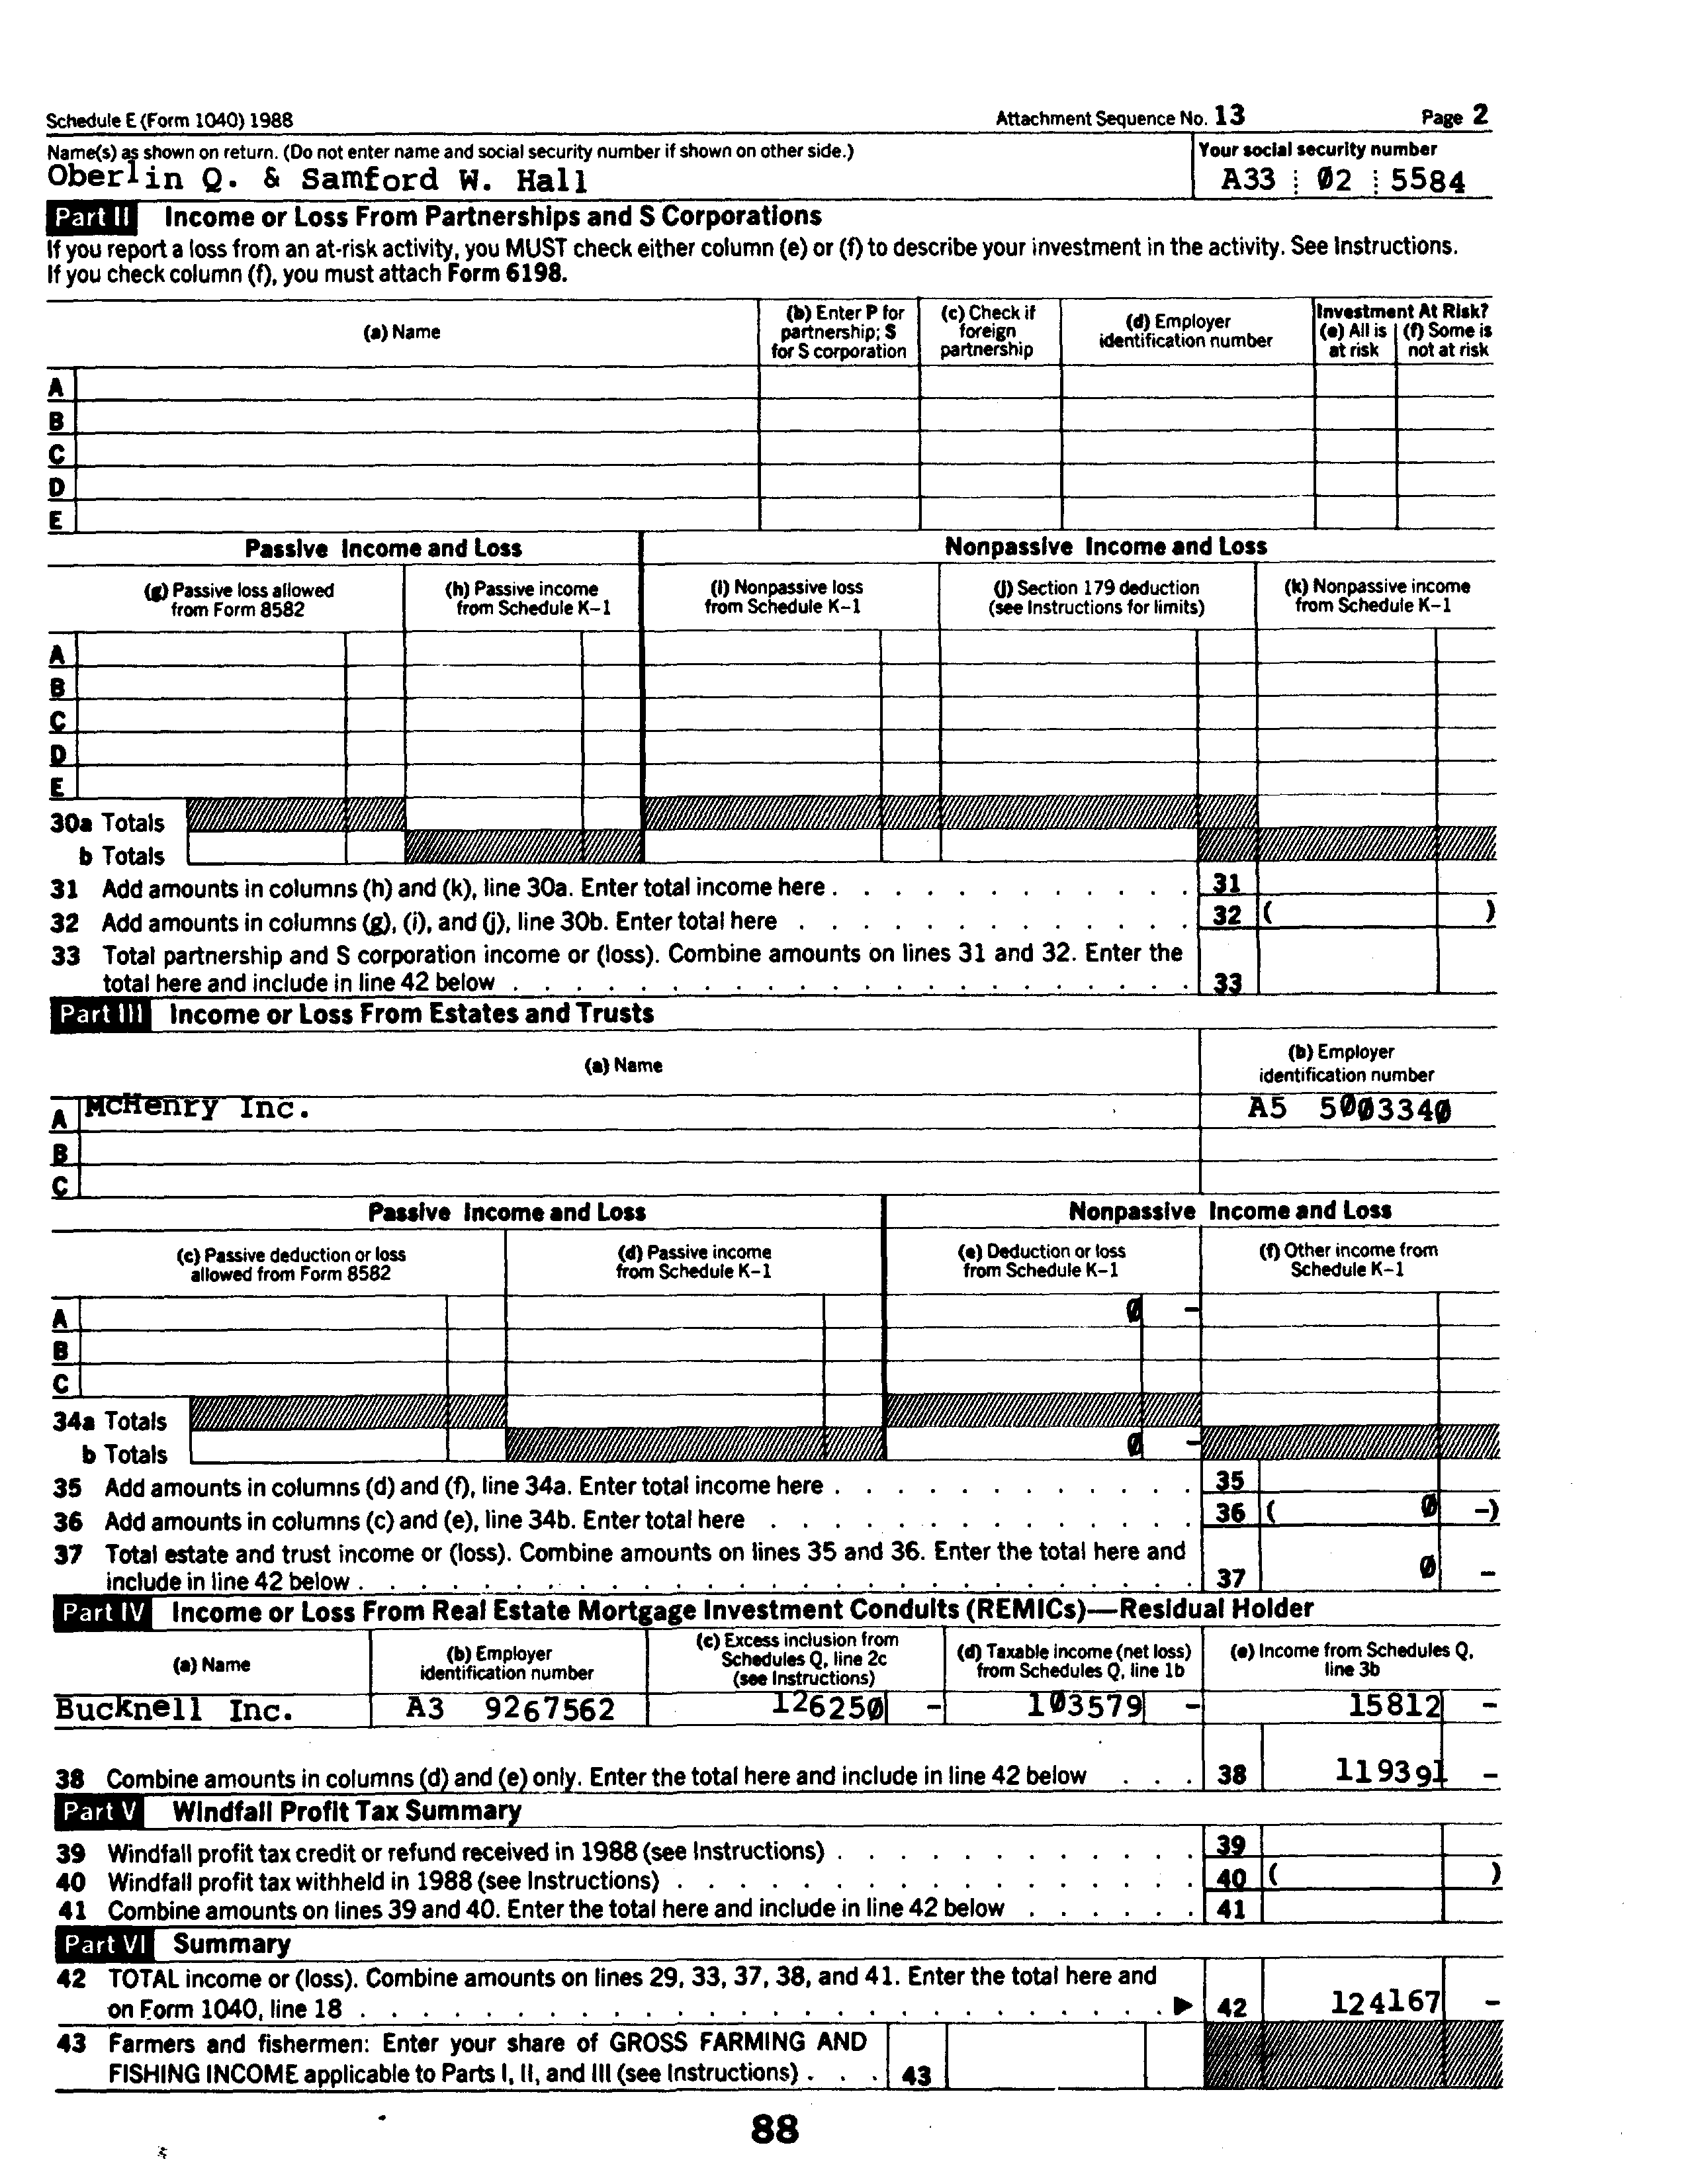 Schedule E (Form 1040) 1988 Attachment Sequence No. 13 Page 2
Name(s) as shown on return. (Do not enter name and social security number if shown on other side.) Your social security number
Oberlin Q. & Samford W. Hall A33 02 5584
Part II Income or Loss From Partnerships and S Corporations
If you report a loss from an at-risk activity, you MUST check either column (e) or (f) to describe your investment in the activity. See Instructions.
If you check column (f), you must attach Form 6198.
(a) Name
(b) Enter P for partnership; S for S corporation
(c) Check if foreign partnership
(d) Employer identification number
Investment At Risk?
(e) All is at risk
(f) Some is not at risk
A
B
C
D
E
Passive Income and Loss Nonpassive Income and Loss
(g) Passive loss allowed from Form 8582
(h) Passive income from Schedule K–1
(i) Nonpassive loss from Schedule K–1
(j) Section 179 deduction (see Instructions for limits)
(k) Nonpassive income from Schedule K–1
A
B
C
D
E
30a Totals
b Totals
31 Add amounts in columns (h) and (k), line 30a. Enter total income here . . . 31
32 Add amounts in columns (g), (i), and (j), line 30b. Enter total here . . . 32 ( )
33 Total partnership and S corporation income or (loss). Combine amounts on lines 31 and 32. Enter the
total here and include in line 42 below . . . 33
Part III Income or Loss From Estates and Trusts
(a) Name
(b) Employer identification number
A McHenry Inc. A5 5003340
B
C
Passive Income and Loss Nonpassive Income and Loss
(c) Passive deduction or loss allowed from Form 8582
(d) Passive income from Schedule K–1
(e) Deduction or loss from Schedule K–1
(f) Other income from Schedule K–1
A 0 -
B
C
34a Totals
b Totals 0 -
35 Add amounts in columns (d) and (f), line 34a. Enter total income here . . . 35
36 Add amounts in columns (c) and (e), line 34b. Enter total here . . . 36 ( 0 -)
37 Total estate and trust income or (loss). Combine amounts on lines 35 and 36. Enter the total here and
include in line 42 below . . . 37 0 -
Part IV Income or Loss From Real Estate Mortgage Investment Conduits (REMICs)—Residual Holder
(a) Name
(b) Employer identification number
(c) Excess inclusion from Schedules Q, line 2c (see Instructions)
(d) Taxable income (net loss) from Schedules Q, line 1b
(e) Income from Schedules Q, line 3b
Bucknell Inc. A3 9267562 126250 - 103579 - 15812 -
38 Combine amounts in columns (d) and (e) only. Enter the total here and include in line 42 below . . . 38 119391 -
Part V Windfall Profit Tax Summary
39 Windfall profit tax credit or refund received in 1988 (see Instructions) . . . 39
40 Windfall profit tax withheld in 1988 (see Instructions) . . . 40 ( )
41 Combine amounts on lines 39 and 40. Enter the total here and include in line 42 below . . . 41
Part VI Summary
42 TOTAL income or (loss). Combine amounts on lines 29, 33, 37, 38, and 41. Enter the total here and
on Form 1040, line 18 . . . ▶ 42 124167 -
43 Farmers and fishermen: Enter your share of GROSS FARMING AND
FISHING INCOME applicable to Parts I, II, and III (see Instructions) . . . 43
88